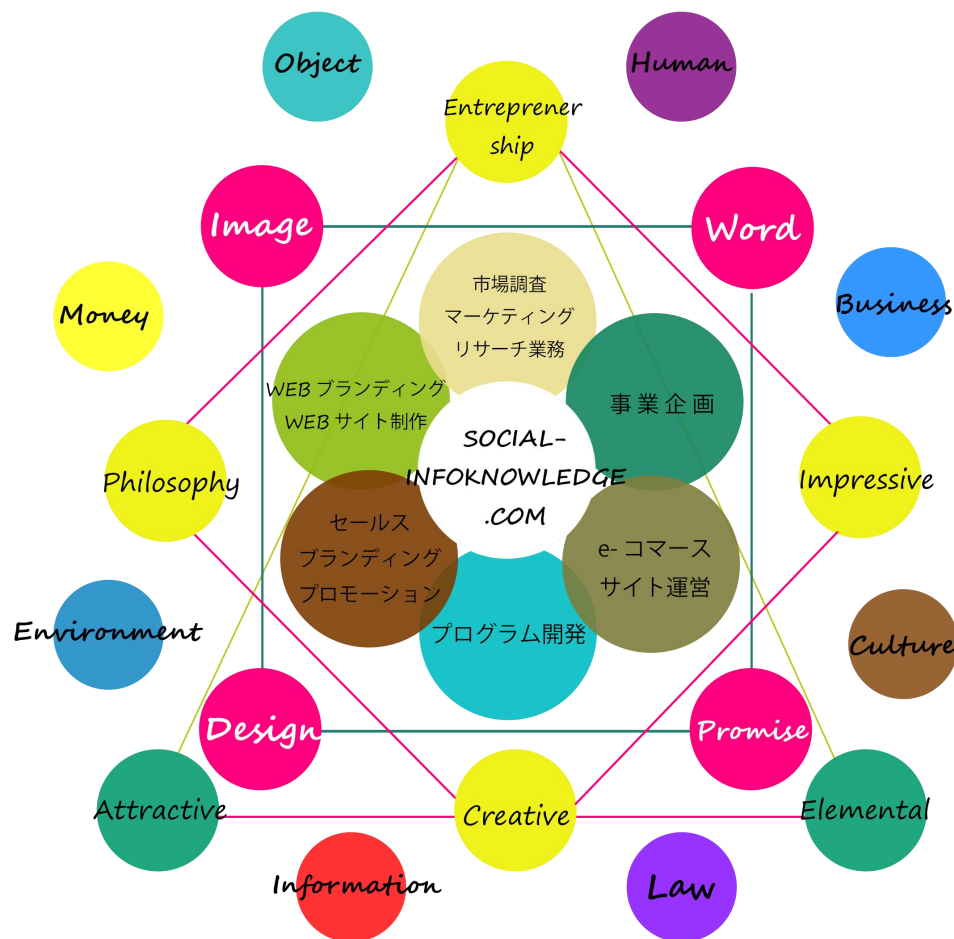 Object
Human
Entreprener
ship
Image
Word
Money
Business
市場調査
マーケティング
リサーチ業務
WEB ブランディング
WEB サイト制作
事 業 企 画
SOCIAL-
INFOKNOWLEDGE
.COM
Philosophy
Impressive
セールス
ブランディング
プロモーション
e- コマース
サイト運営
プログラム開発
Environment
Culture
Design
Promise
Attractive
Creative
Elemental
Information
Law